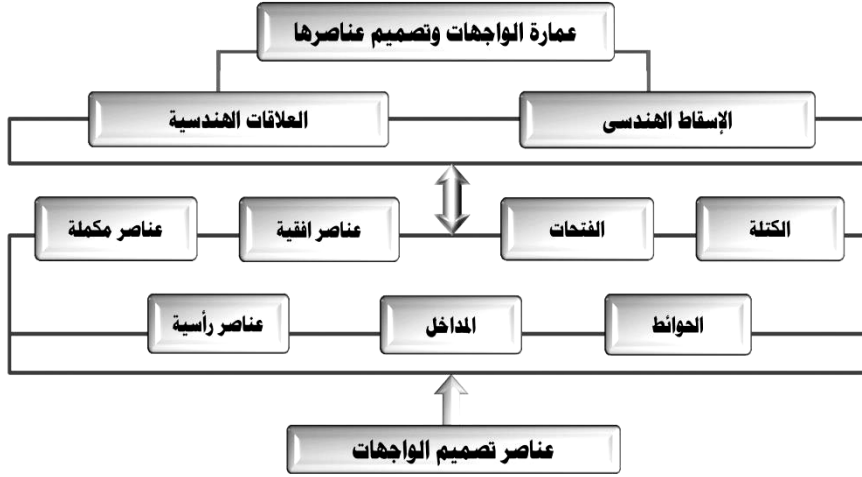 عمارة الواجهات وتصميم عناصرها
الإسقاط الهندسى
العلاقات الهندسية
الكتلة
الفتحات
عناصر افقية
عناصر مكملة
الحوائط
المداخل
عناصر رأسية
عناصر تصميم الواجهات